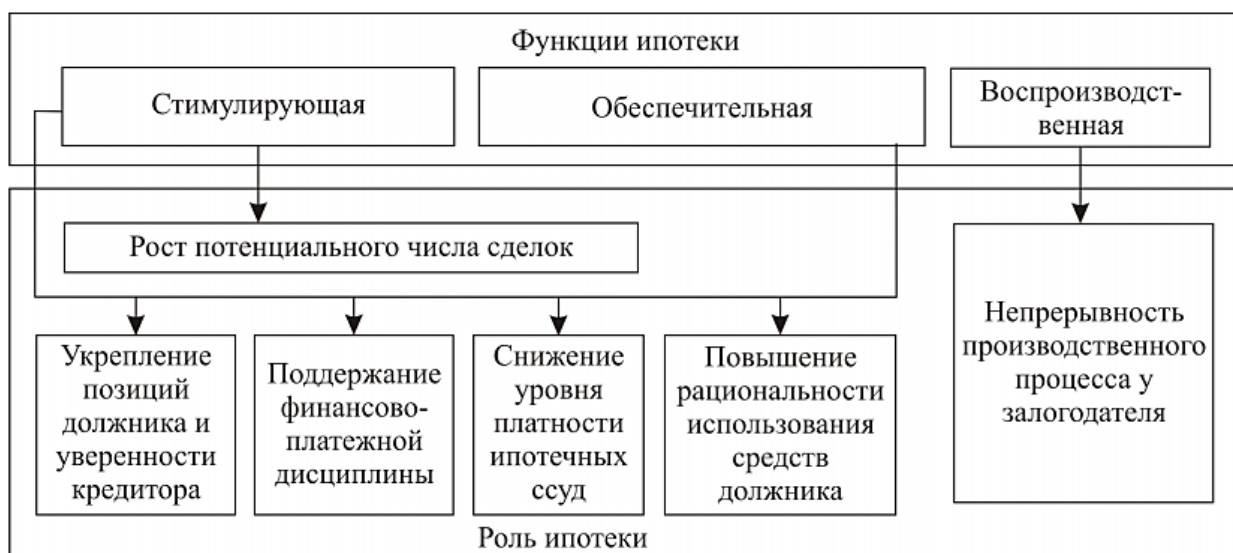 Функции ипотеки
Стимулирующая
Обеспечительная
Воспроизводст-
венная
Рост потенциального числа сделок
Укрепление
позиций
должника и
уверенности
кредитора
Поддержание
финансово-
платежной
дисциплины
Снижение
уровня
платности
ипотечных
ссуд
Повышение
рациональности
использования
средств
должника
Непрерывность
производственного
процесса у
залогодателя
Роль ипотеки